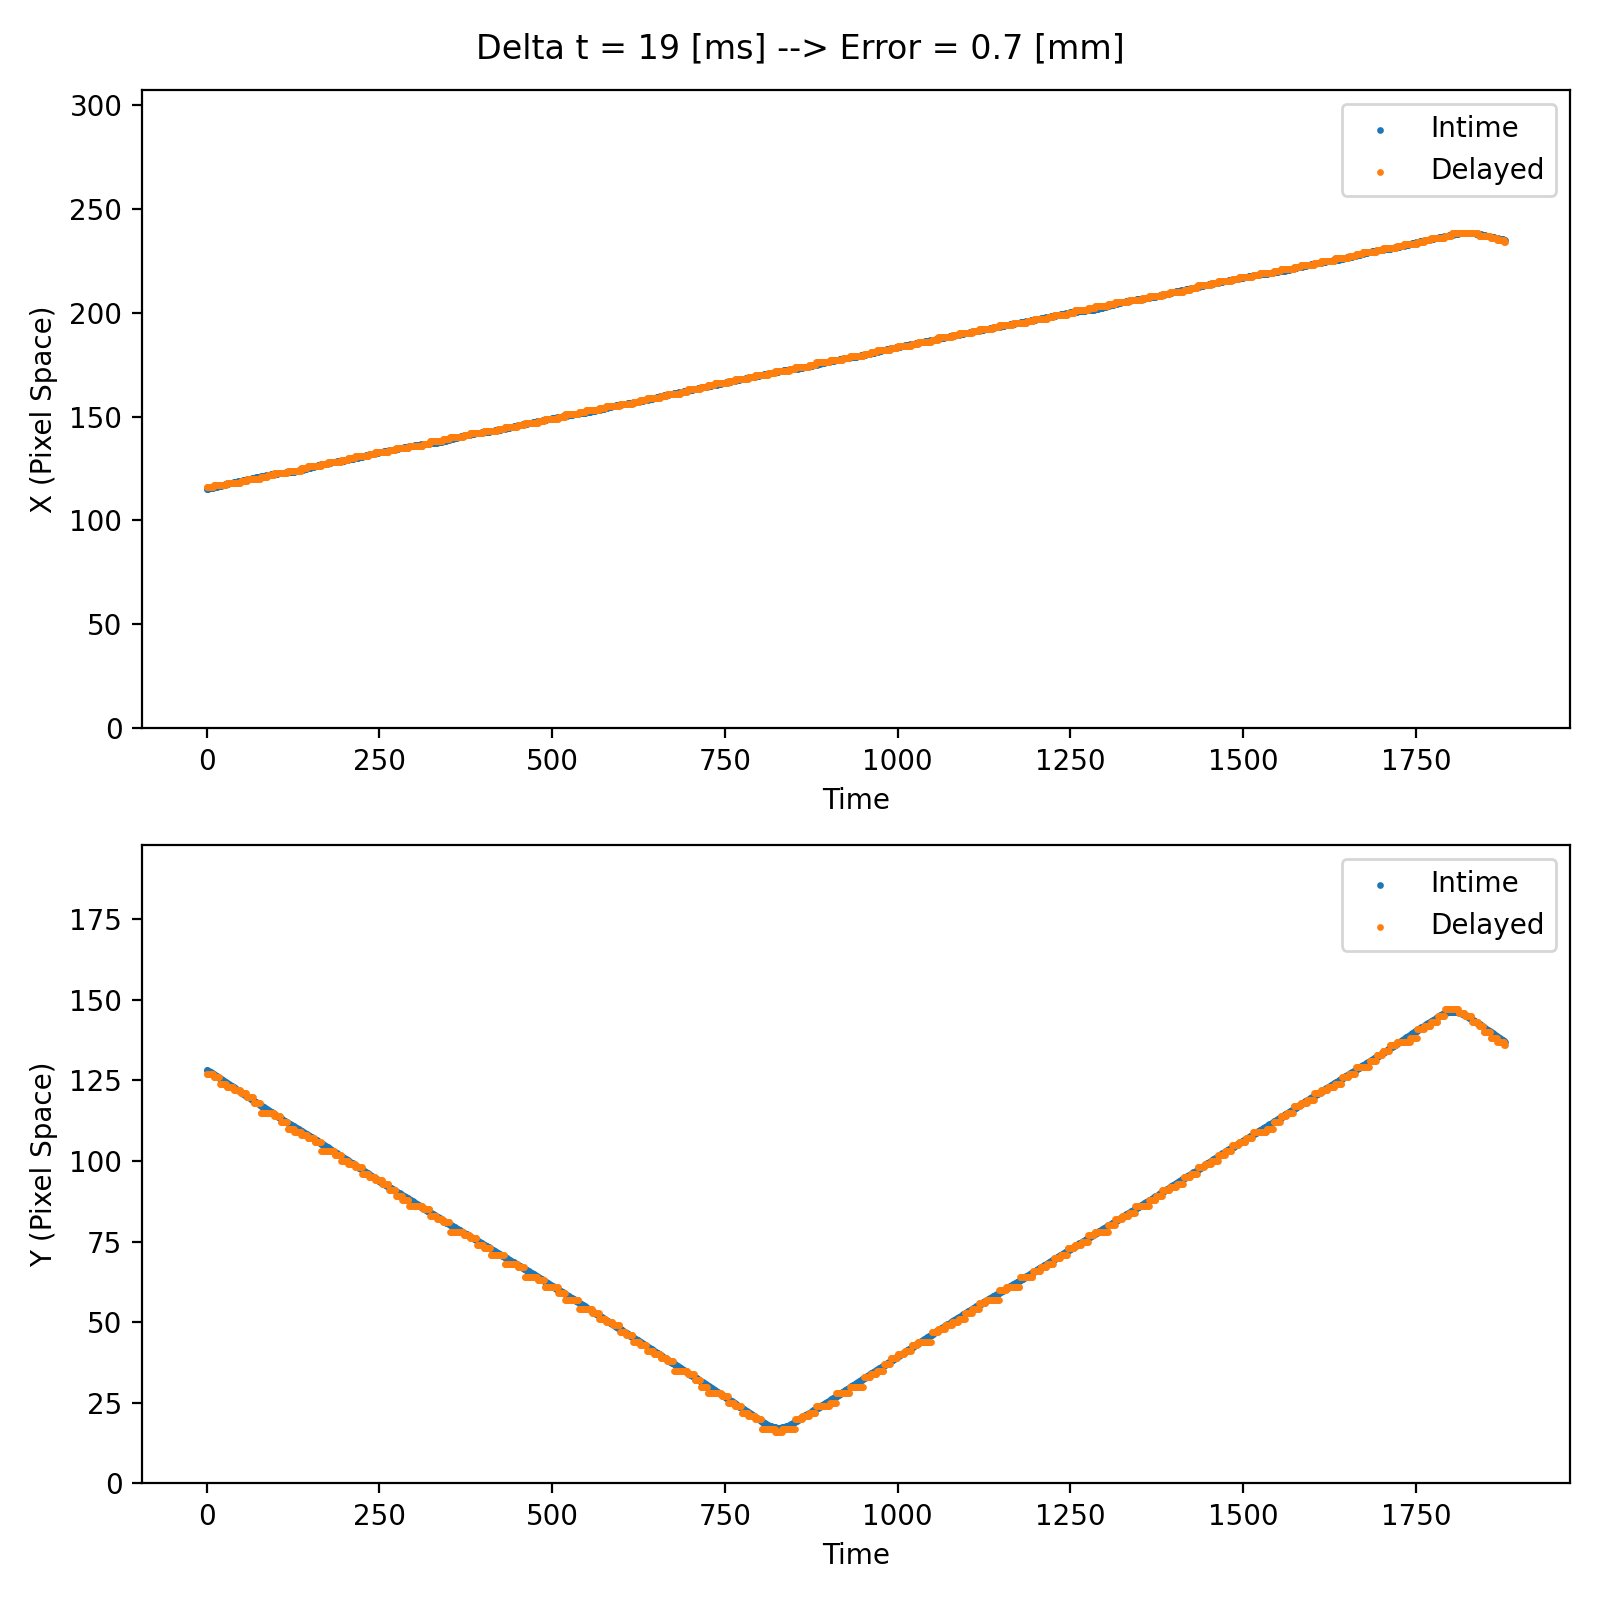 Delta t = 19 [ms] --> Error = 0.7 [mm]
300
250
200
150
100
50
0
X (Pixel Space)
Intime
Delayed
0 250 500 750 1000 1250 1500 1750
Time
175
150
125
100
75
50
25
0
Y (Pixel Space)
Intime
Delayed
0 250 500 750 1000 1250 1500 1750
Time